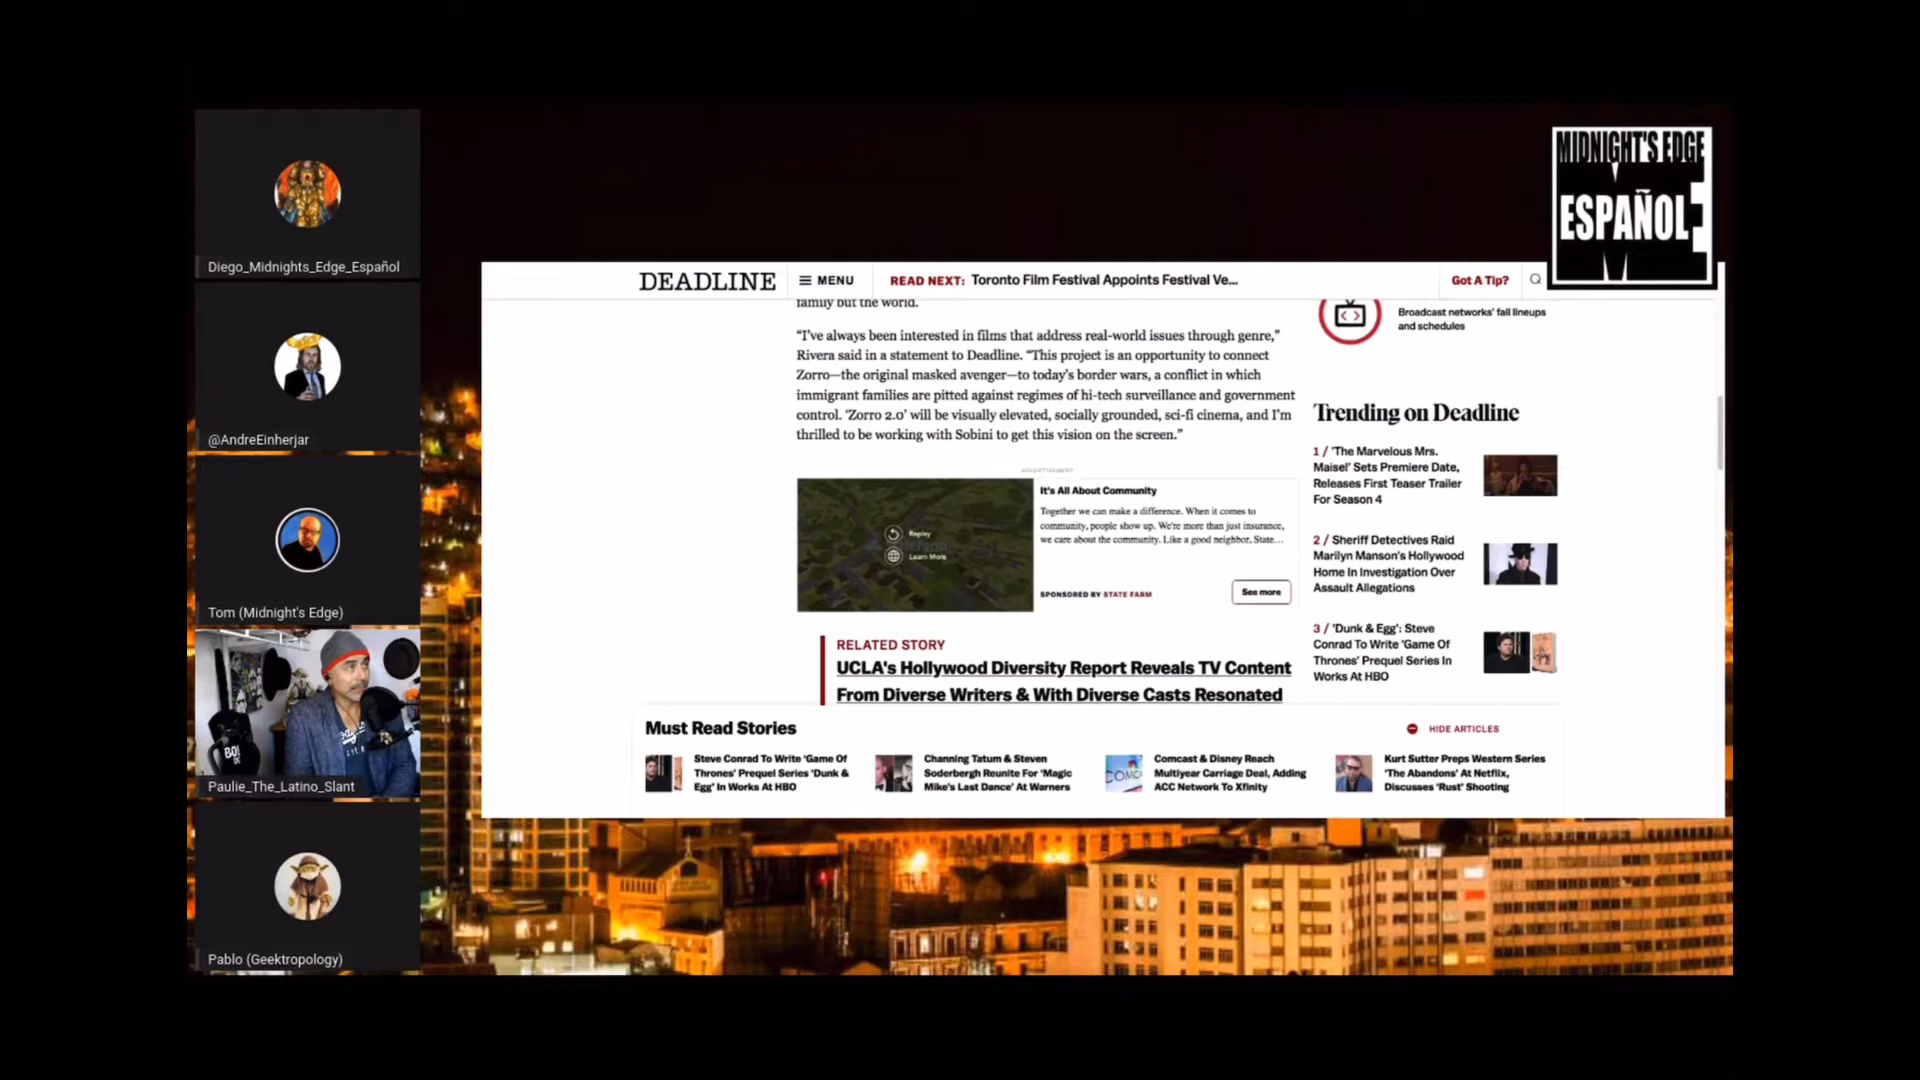 MIDNIGHT'S EDGE
ESPAÑOL
Diego_Midnights_Edge_Español
@AndreEinherjar
Tom (Midnight's Edge)
BO!
Paulie_The_Latino_Slant
Pablo (Geektropology)
DEADLINE
MENU
READ NEXT: Toronto Film Festival Appoints Festival Ve...
Got A Tip?
family but the world.
“I’ve always been interested in films that address real-world issues through genre,”
Rivera said in a statement to Deadline. “This project is an opportunity to connect
Zorro—the original masked avenger—to today’s border wars, a conflict in which
immigrant families are pitted against regimes of hi-tech surveillance and government
control. ‘Zorro 2.0’ will be visually elevated, socially grounded, sci-fi cinema, and I’m
thrilled to be working with Sobini to get this vision on the screen.”
ADVERTISEMENT
Replay
Learn More
It's All About Community
Together we can make a difference. When it comes to
community, people show up. We're more than just insurance,
we care about the community. Like a good neighbor, State...
SPONSORED BY STATE FARM
See more
RELATED STORY
UCLA's Hollywood Diversity Report Reveals TV Content
From Diverse Writers & With Diverse Casts Resonated
Broadcast networks' fall lineups
and schedules
Trending on Deadline
1 / 'The Marvelous Mrs.
Maisel' Sets Premiere Date,
Releases First Teaser Trailer
For Season 4
2 / Sheriff Detectives Raid
Marilyn Manson's Hollywood
Home In Investigation Over
Assault Allegations
3 / 'Dunk & Egg': Steve
Conrad To Write 'Game Of
Thrones' Prequel Series In
Works At HBO
Must Read Stories
HIDE ARTICLES
Steve Conrad To Write ‘Game Of
Thrones’ Prequel Series ‘Dunk &
Egg’ In Works At HBO
Channing Tatum & Steven
Soderbergh Reunite For ‘Magic
Mike’s Last Dance’ At Warners
COMC
Comcast & Disney Reach
Multiyear Carriage Deal, Adding
ACC Network To Xfinity
Kurt Sutter Preps Western Series
‘The Abandons’ At Netflix,
Discusses ‘Rust’ Shooting